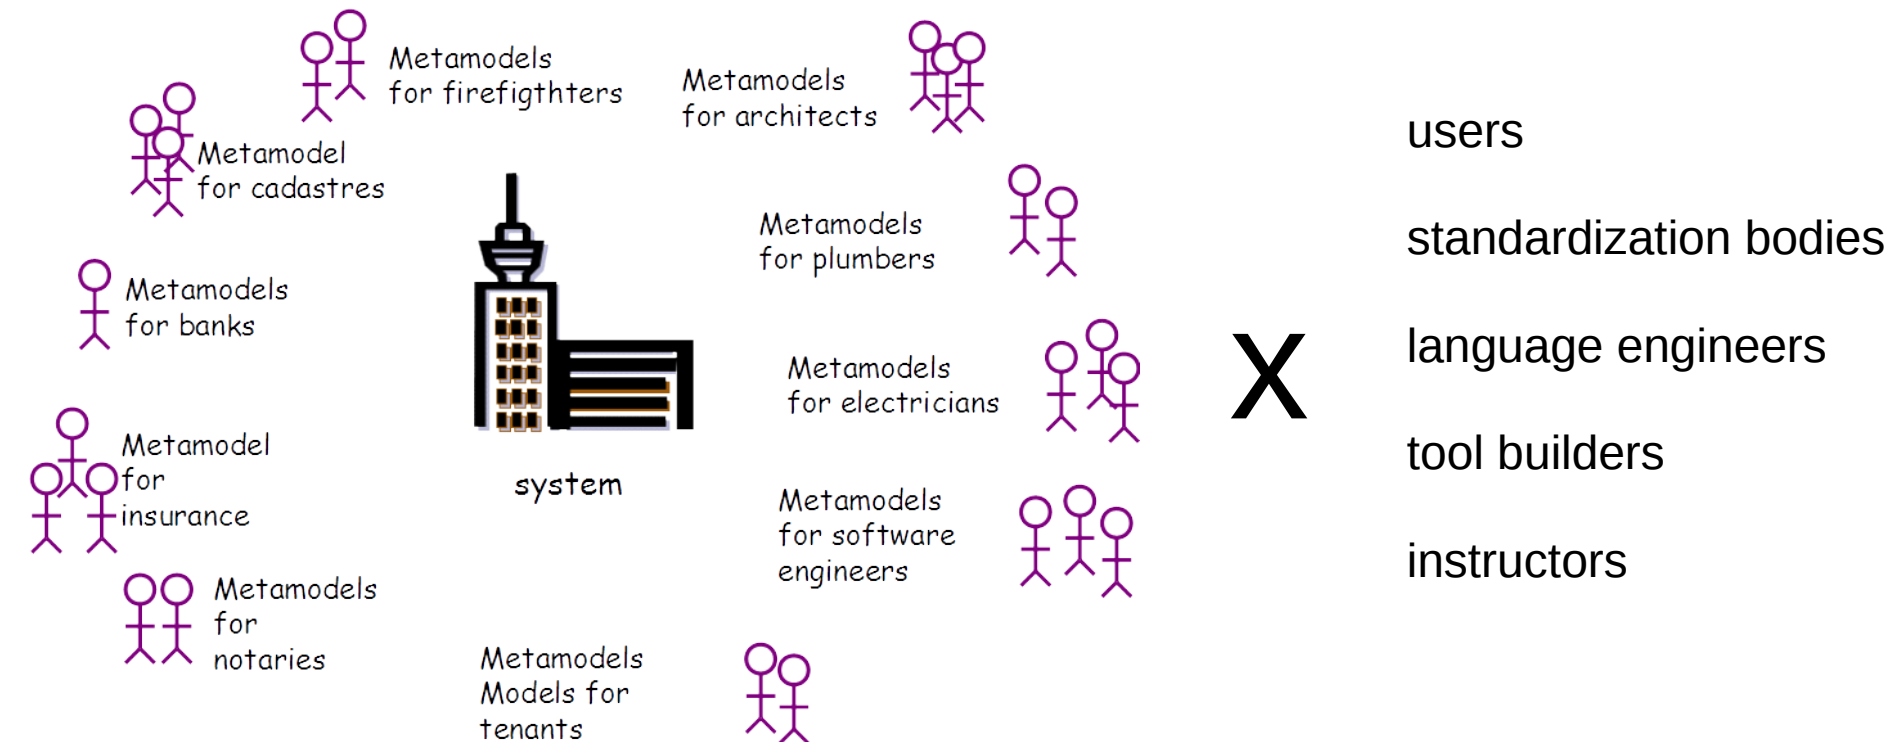 Metamodels
for firefigthters
Metamodels
for architects
Metamodel
for cadastres
Metamodels
for plumbers
Metamodels
for banks
Metamodels
for electricians
Metamodel
for
insurance
system
Metamodels
for software
engineers
Metamodels
for
notaries
Metamodels
Models for
tenants
X
users
standardization bodies
language engineers
tool builders
instructors